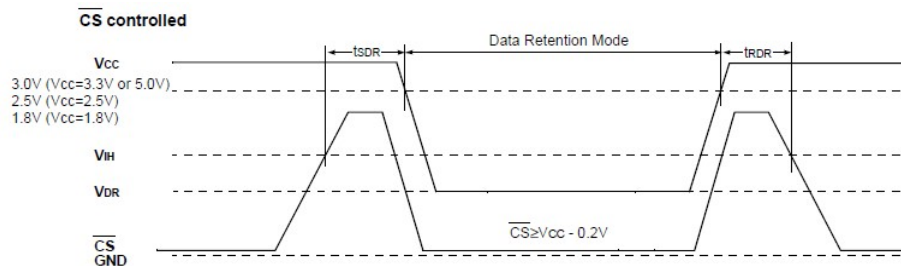 CS controlled
tSDR
Data Retention Mode
tRDR
VCC
3.0V (Vcc=3.3V or 5.0V)
2.5V (Vcc=2.5V)
1.8V (Vcc=1.8V)
VIH
VDR
CS≥VCC - 0.2V
CS
GND